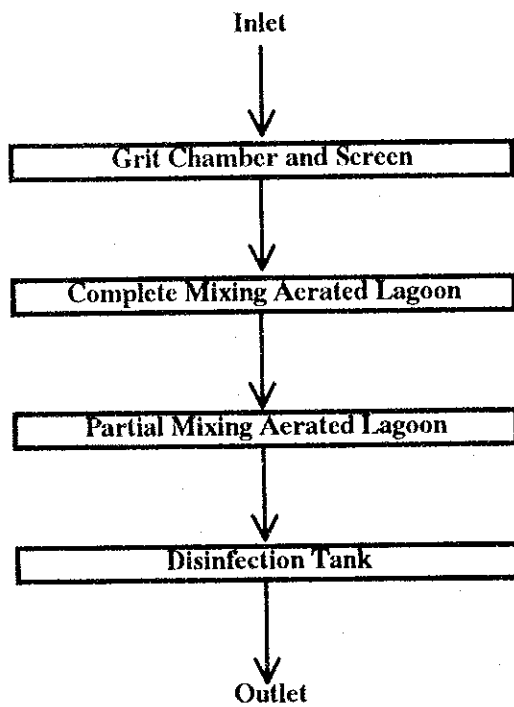 Inlet
Grit Chamber and Screen
Complete Mixing Aerated Lagoon
Partial Mixing Aerated Lagoon
Disinfection Tank
Outlet